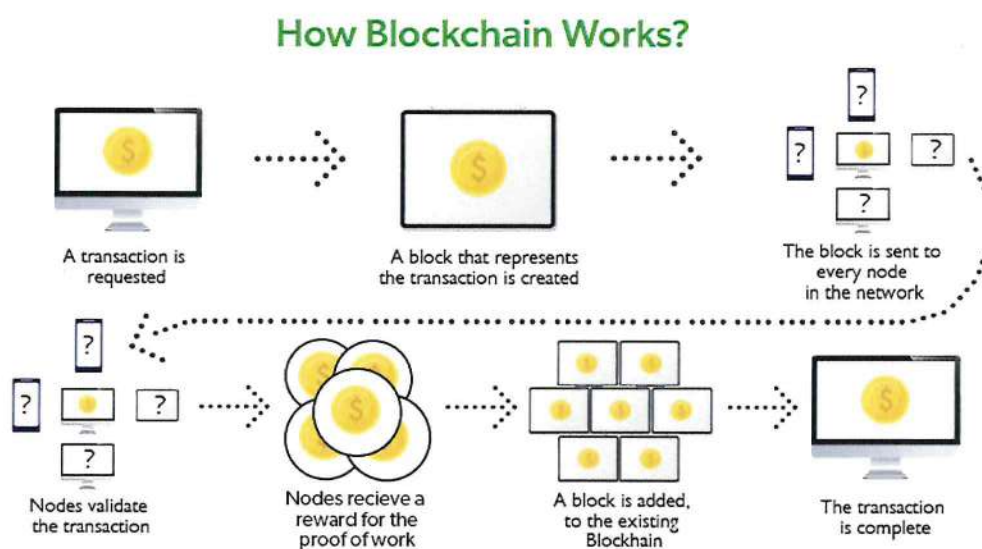 How Blockchain Works?
$
$
?
?
$
?
?
A transaction is
requested
A block that represents
the transaction is created
The block is sent to
every node
in the network
?
?
?
?
$
$
$
$
$
$
$
$
$
$
$
$
$
Nodes validate
the transaction
Nodes recieve a
reward for the
proof of work
A block is added,
to the existing
Blockhain
The transaction
is complete